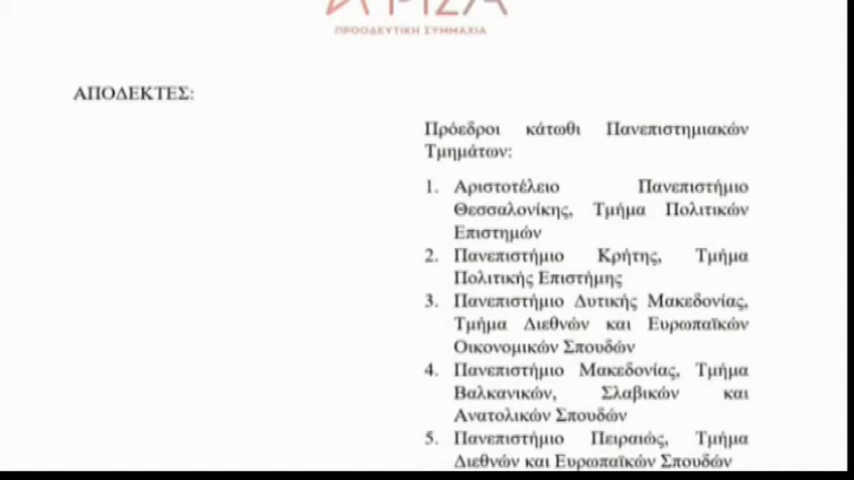 ΠΡΟΟΔΕΥΤΙΚΗ ΣΥΜΜΑΧΙΑ
ΑΠΟΔΕΚΤΕΣ:
Πρόεδροι κάτωθι Πανεπιστημιακών
Τμημάτων:
1. Αριστοτέλειο Πανεπιστήμιο
Θεσσαλονίκης, Τμήμα Πολιτικών
Επιστημών
2. Πανεπιστήμιο Κρήτης, Τμήμα
Πολιτικής Επιστήμης
3. Πανεπιστήμιο Δυτικής Μακεδονίας,
Τμήμα Διεθνών και Ευρωπαϊκών
Οικονομικών Σπουδών
4. Πανεπιστήμιο Μακεδονίας, Τμήμα
Βαλκανικών, Σλαβικών και
Ανατολικών Σπουδών
5. Πανεπιστήμιο Πειραιώς, Τμήμα
Διεθνών και Ευρωπαϊκών Σπουδών